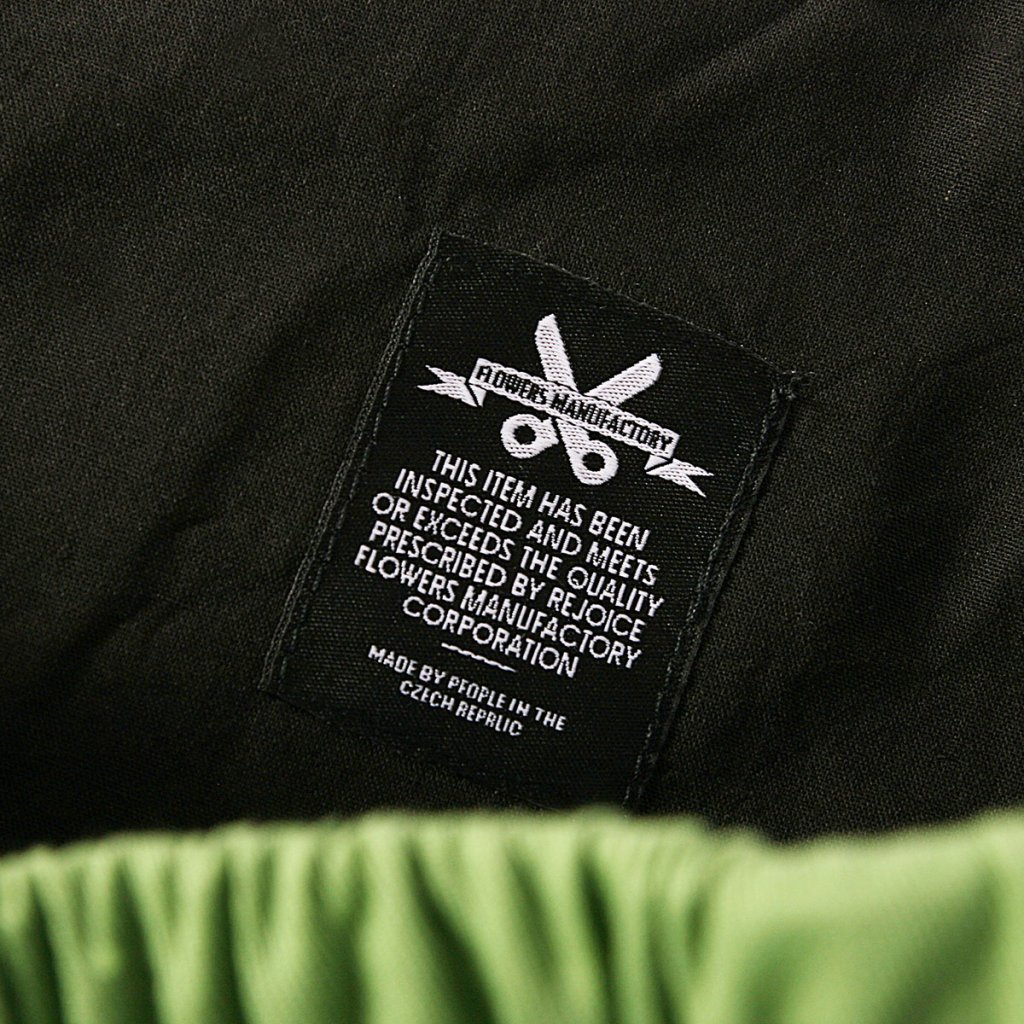 FLOWERS MANUFACTORY
THIS ITEM HAS BEEN
INSPECTED AND MEETS
OR EXCEEDS THE QUALITY
PRESCRIBED BY REJOICE
FLOWERS MANUFACTORY
CORPORATION
MADE BY PEOPLE IN THE
CZECH REPRLIC